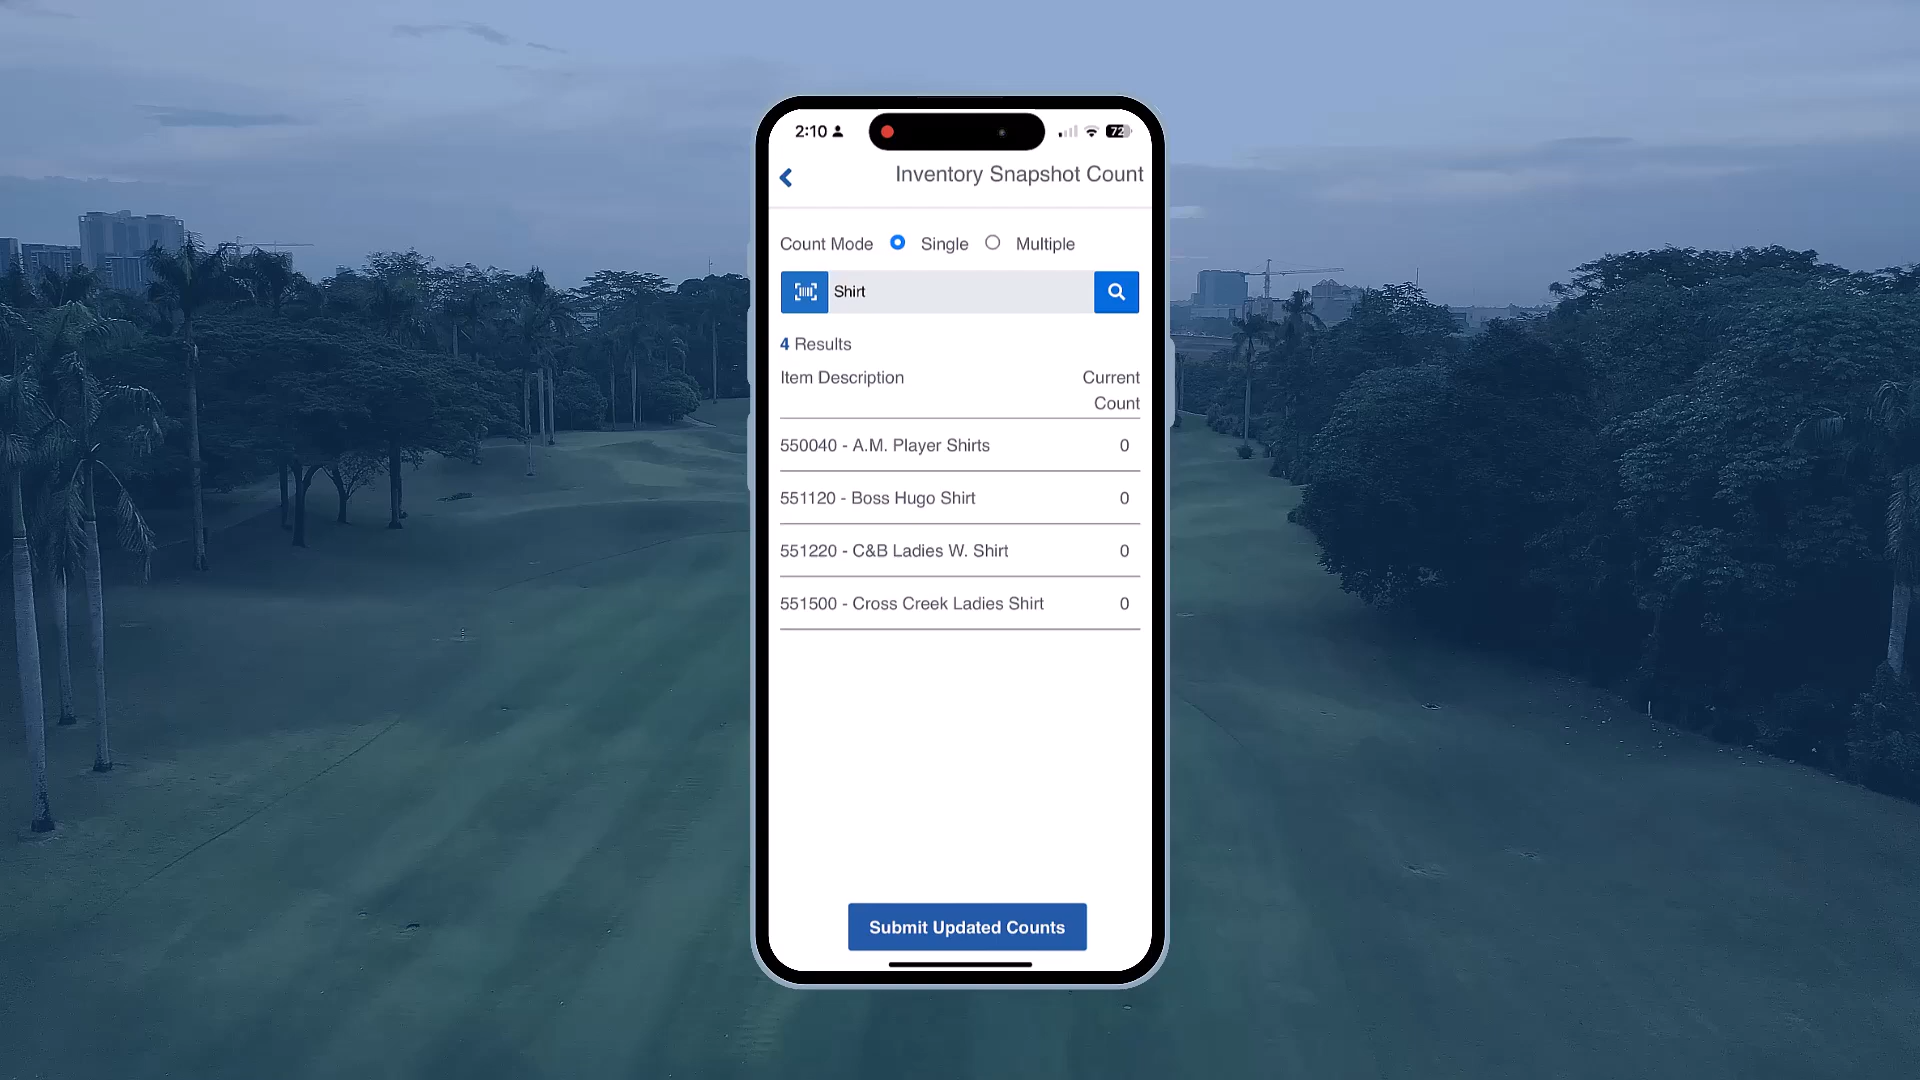 2:10
72
Inventory Snapshot Count
Count Mode Single Multiple
Shirt
4 Results
Item Description Current Count
550040 - A.M. Player Shirts 0
551120 - Boss Hugo Shirt 0
551220 - C&B Ladies W. Shirt 0
551500 - Cross Creek Ladies Shirt 0
Submit Updated Counts